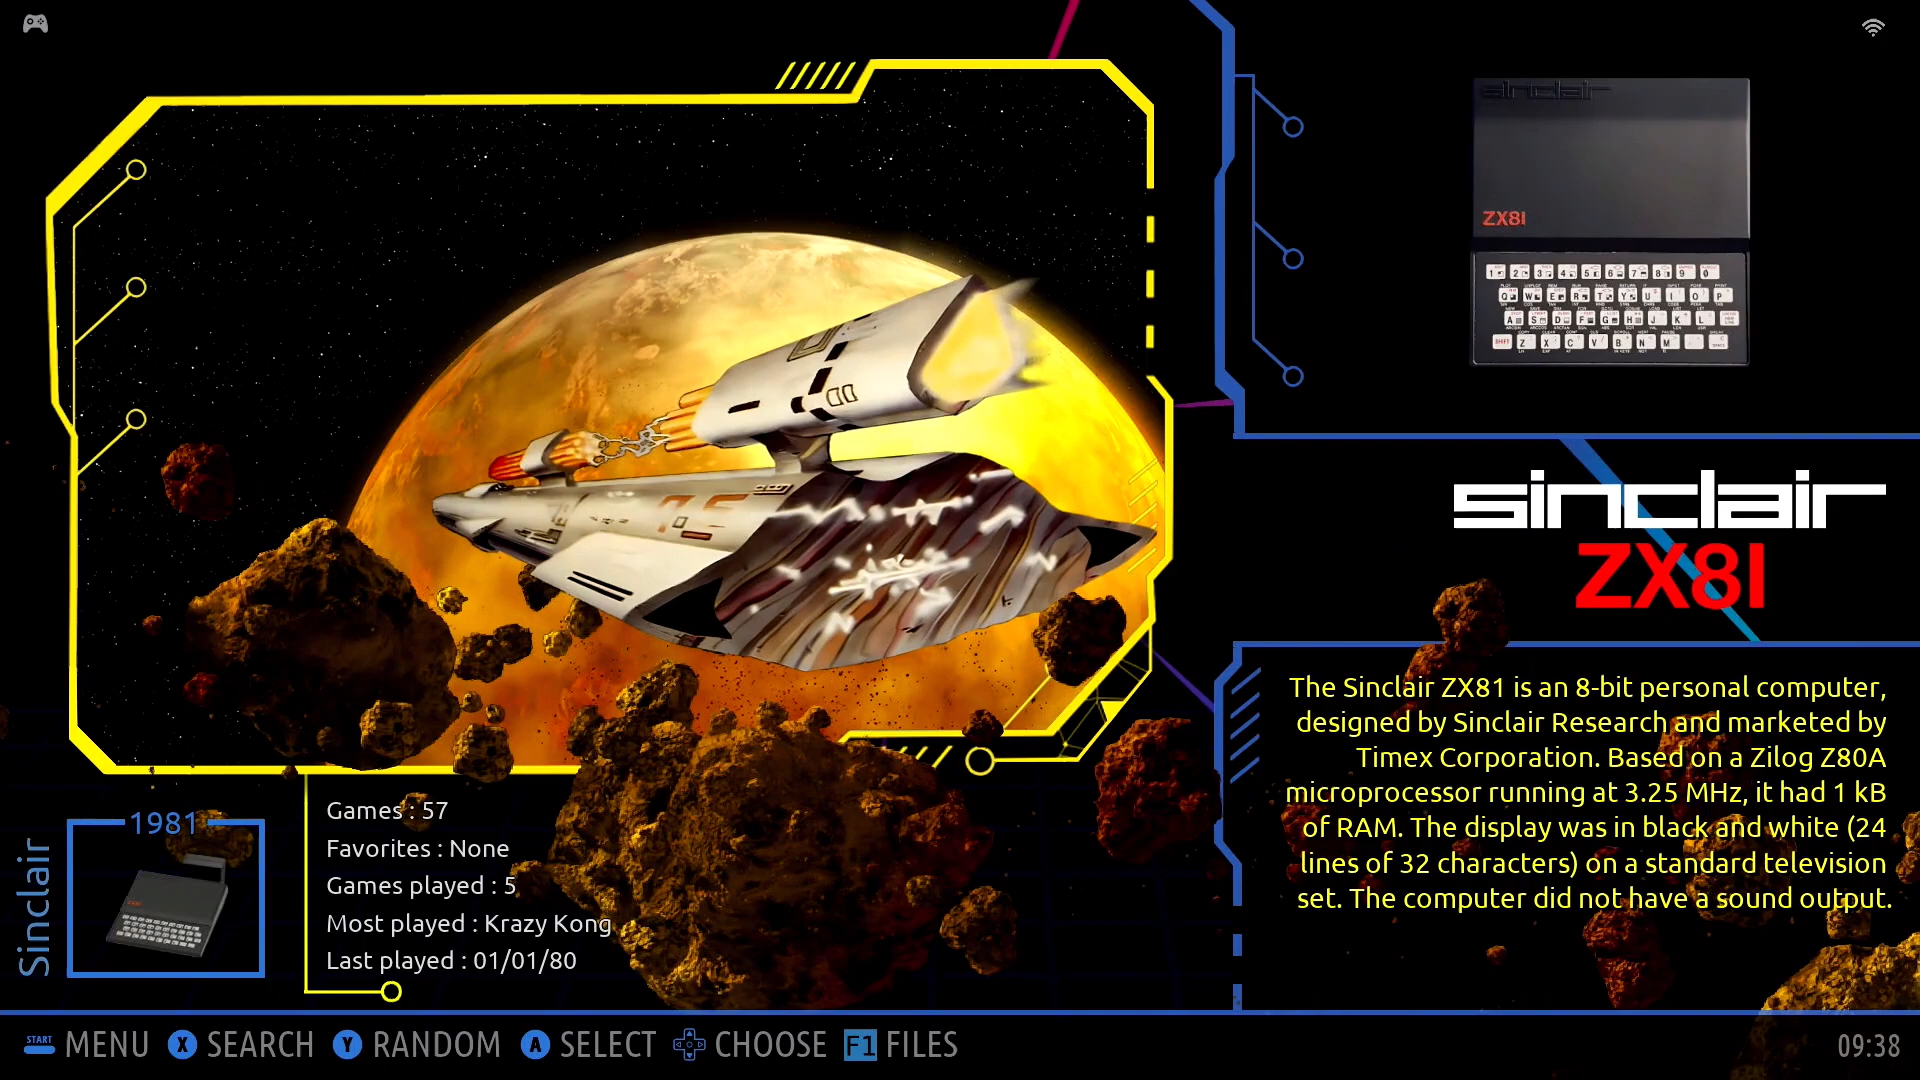 sinclair
ZX81
sinclair
ZX81
The Sinclair ZX81 is an 8-bit personal computer,
designed by Sinclair Research and marketed by
Timex Corporation. Based on a Zilog Z80A
microprocessor running at 3.25 MHz, it had 1 kB
of RAM. The display was in black and white (24
lines of 32 characters) on a standard television
set. The computer did not have a sound output.
Sinclair
1981
Games : 57
Favorites : None
Games played : 5
Most played : Krazy Kong
Last played : 01/01/80
START MENU X SEARCH Y RANDOM A SELECT CHOOSE F1 FILES 09:38